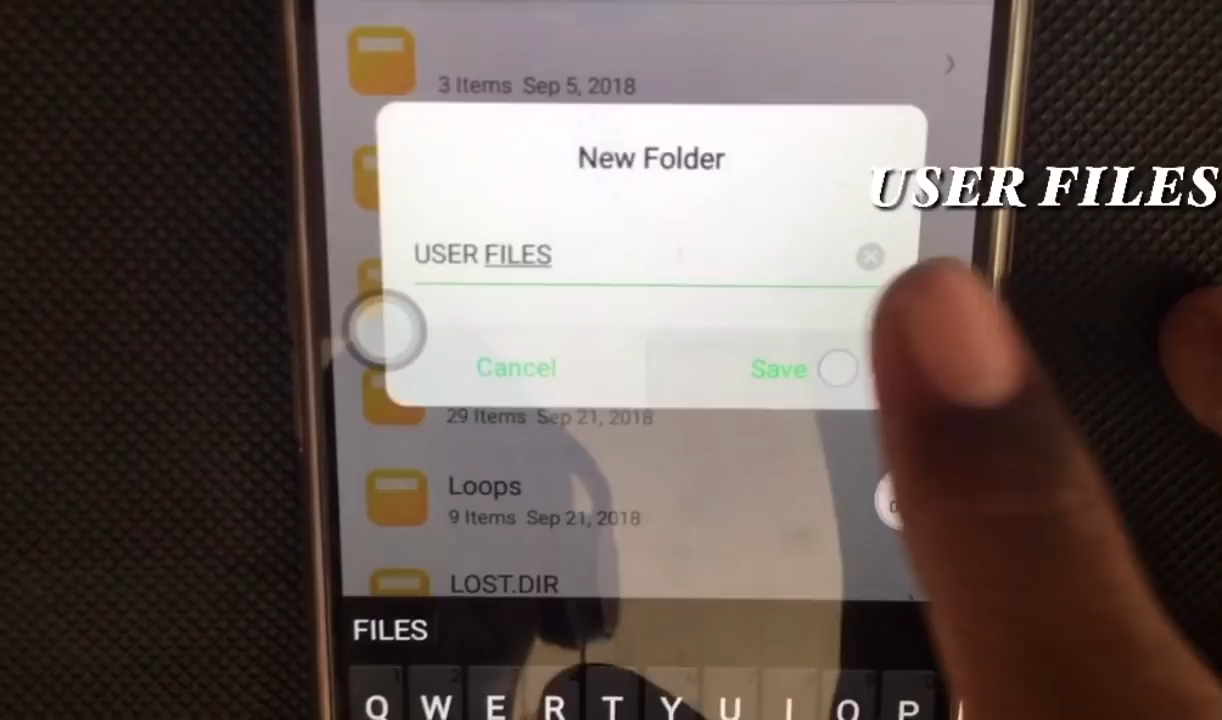 3 Items Sep 5, 2018
New Folder
USER FILES
USER FILES
Cancel
Save
29 Items Sep 21, 2018
Loops
9 Items Sep 21, 2018
LOST.DIR
FILES
Q W E R T Y U I O P